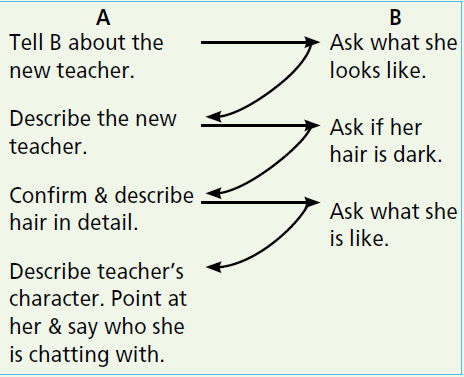 A
Tell B about the
new teacher.
B
Ask what she
looks like.
Describe the new
teacher.
Ask if her
hair is dark.
Confirm & describe
hair in detail.
Ask what she
is like.
Describe teacher's
character. Point at
her & say who she
is chatting with.